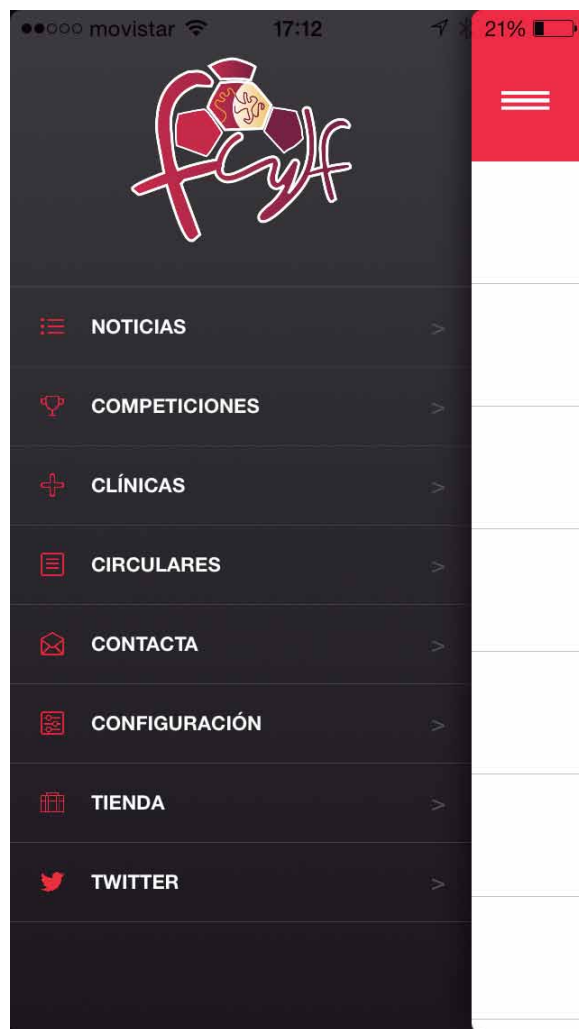 movistar 17:12 21%
fcylf
NOTICIAS >
COMPETICIONES >
CLÍNICAS >
CIRCULARES >
CONTACTA >
CONFIGURACIÓN >
TIENDA >
TWITTER >